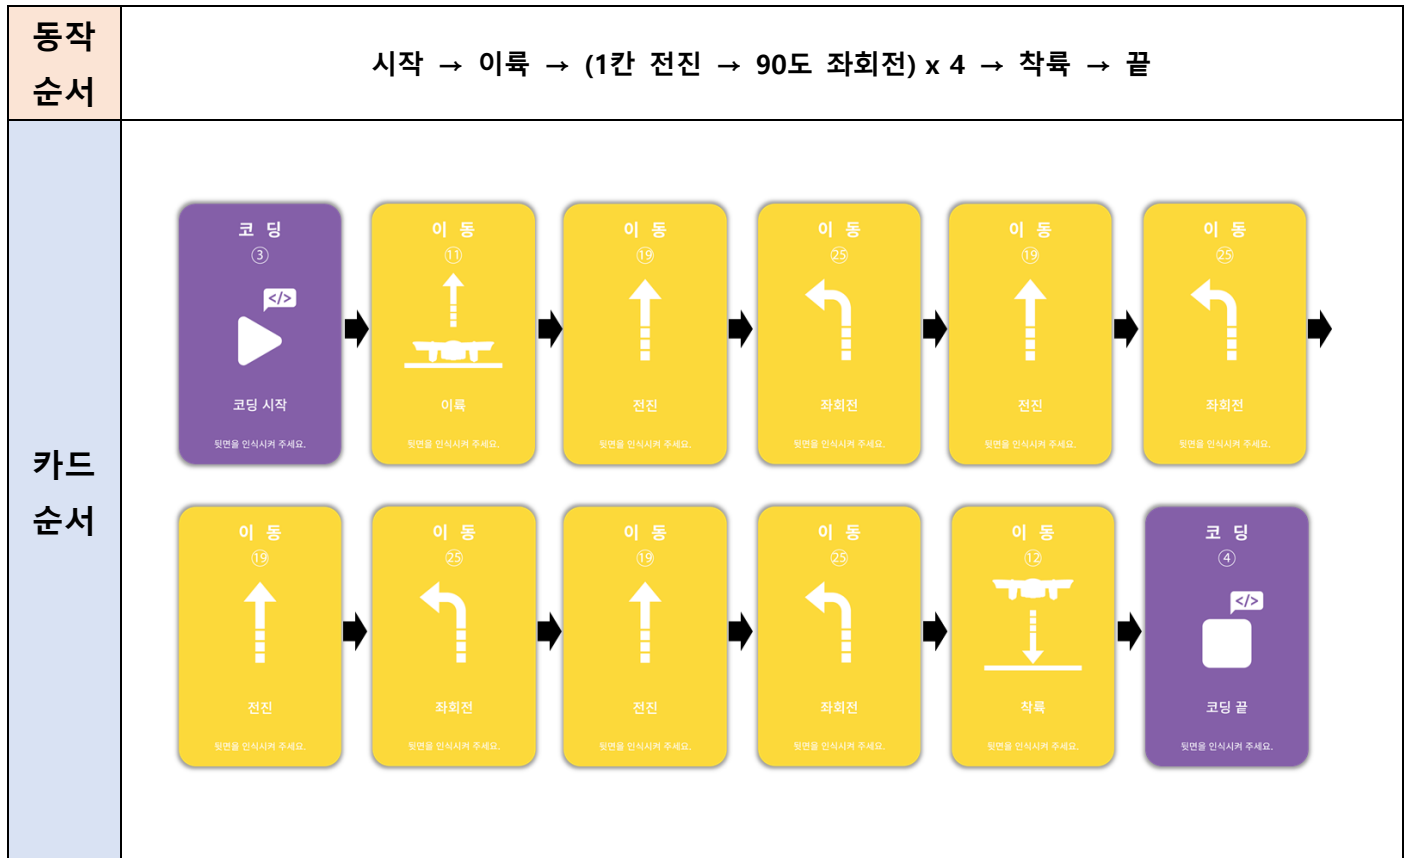 동작
순서
시작 → 이륙 → (1칸 전진 → 90도 좌회전) x 4 → 착륙 → 끝
카드
순서
코 딩
③
</>
코딩 시작
뒷면을 인식시켜 주세요.
이 동
⑪
이륙
뒷면을 인식시켜 주세요.
이 동
⑲
전진
뒷면을 인식시켜 주세요.
이 동
㉕
좌회전
뒷면을 인식시켜 주세요.
이 동
⑲
전진
뒷면을 인식시켜 주세요.
이 동
㉕
좌회전
뒷면을 인식시켜 주세요.
이 동
⑲
전진
뒷면을 인식시켜 주세요.
이 동
㉕
좌회전
뒷면을 인식시켜 주세요.
이 동
⑲
전진
뒷면을 인식시켜 주세요.
이 동
㉕
좌회전
뒷면을 인식시켜 주세요.
이 동
⑫
착륙
뒷면을 인식시켜 주세요.
코 딩
④
</>
코딩 끝
뒷면을 인식시켜 주세요.